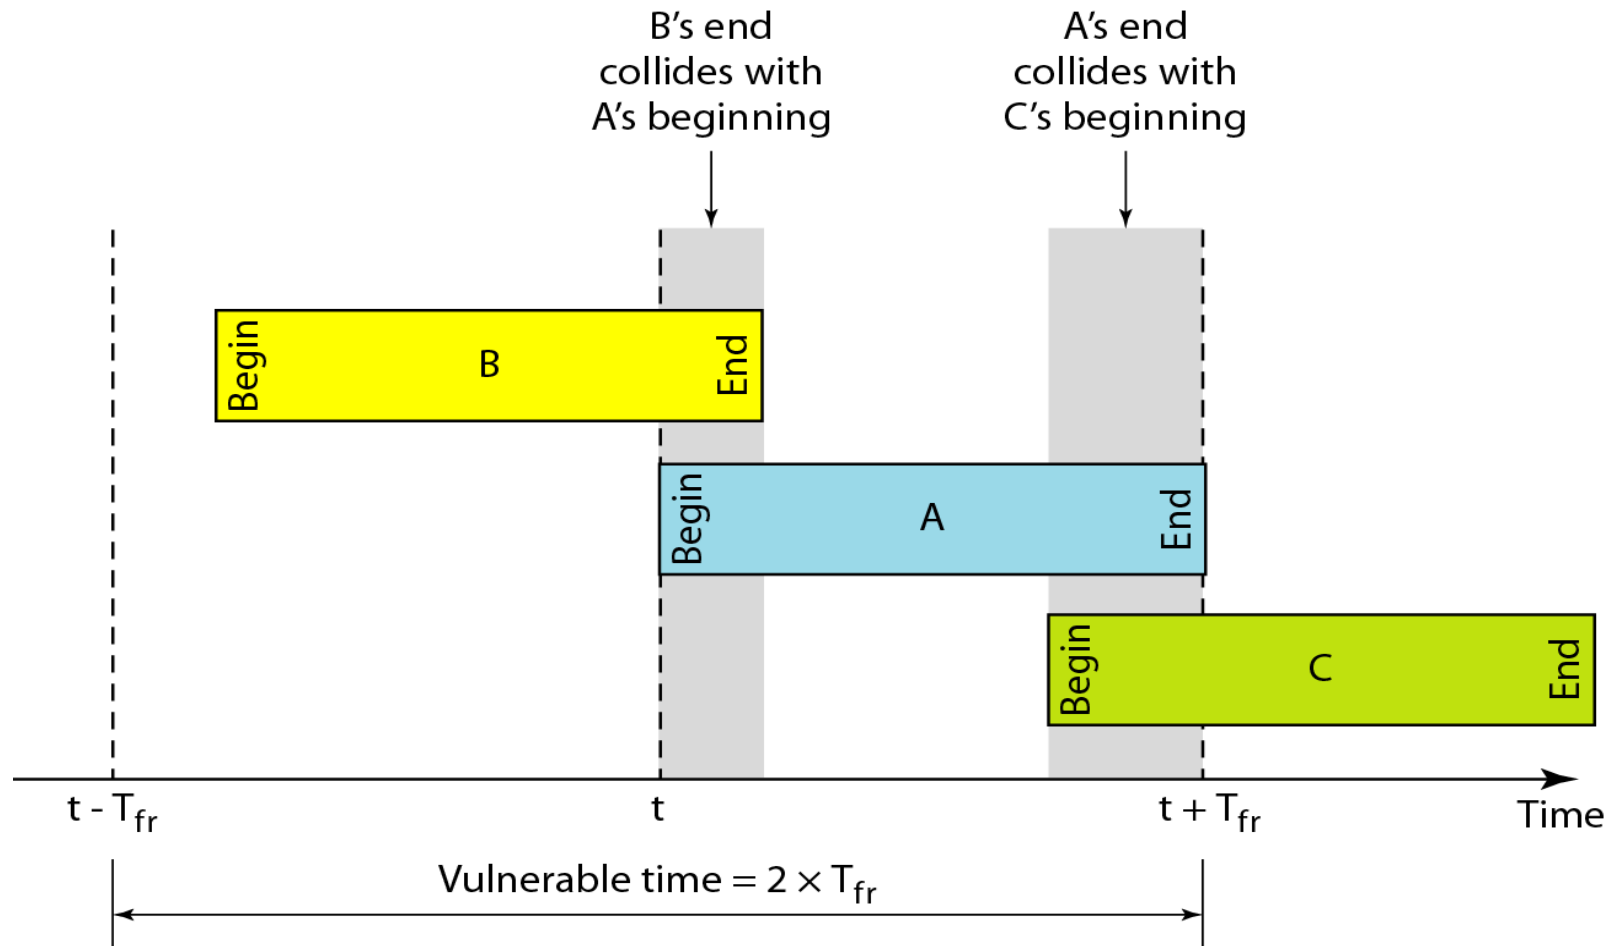 B’s end
collides with
A’s beginning
A’s end
collides with
C’s beginning
Begin
B
End
Begin
A
End
Begin
C
End
t - Tfr
t
t + Tfr
Time
Vulnerable time = 2 × Tfr